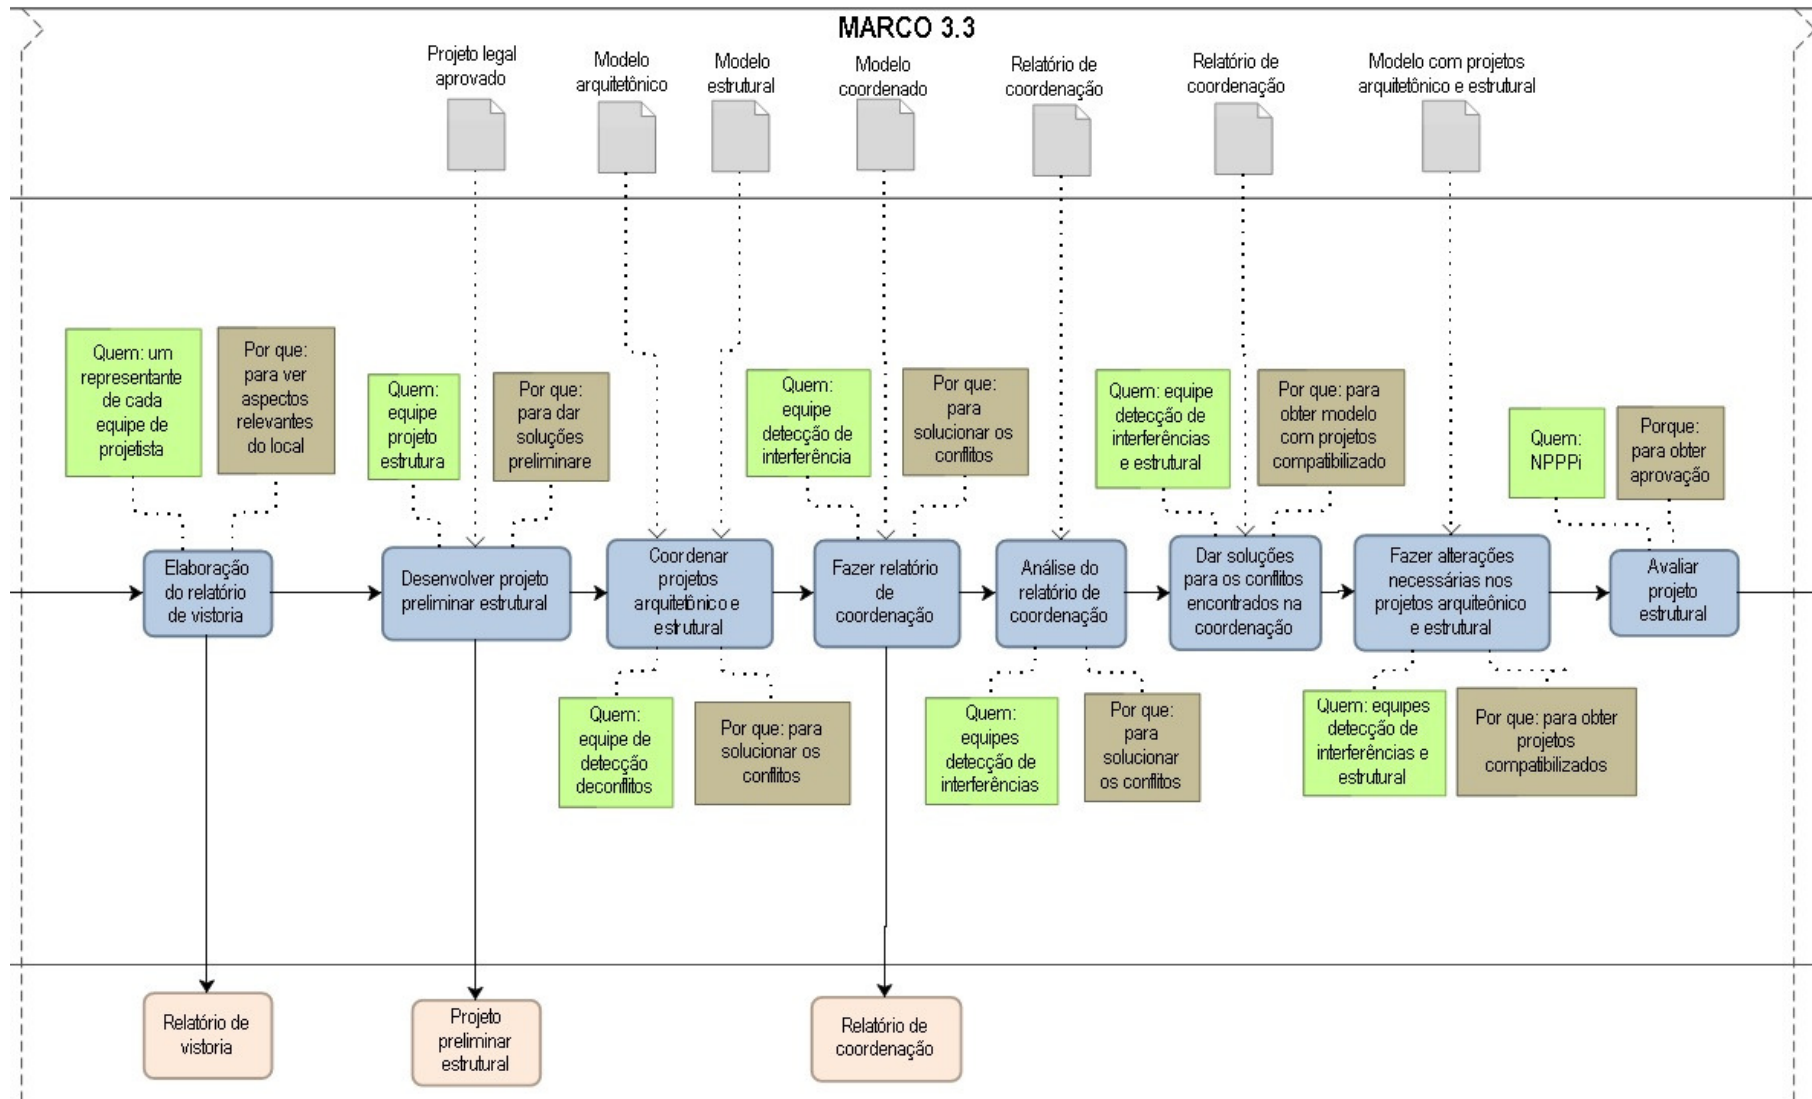 MARCO 3.3
Projeto legal
aprovado
Modelo
arquitetônico
Modelo
estrutural
Modelo
coordenado
Relatório de
coordenação
Relatório de
coordenação
Modelo com projetos
arquitetônico e estrutural
Quem: um
representante
de cada
equipe de
projetista
Por que:
para ver
aspectos
relevantes
do local
Quem:
equipe
projeto
estrutura
Por que:
para dar
soluções
preliminare
Quem:
equipe
detecção de
interferência
Por que:
para
solucionar os
conflitos
Quem: equipe
detecção de
interferências
e estrutural
Por que: para
obter modelo
com projetos
compatibilizado
Quem:
NPPPi
Porque:
para obter
aprovação
Elaboração
do relatório
de vistoria
Desenvolver projeto
preliminar estrutural
Coordenar
projetos
arquitetônico e
estrutural
Fazer relatório
de
coordenação
Análise do
relatório de
coordenação
Dar soluções
para os conflitos
encontrados na
coordenação
Fazer alterações
necessárias nos
projetos arquiteônico
e estrutural
Avaliar
projeto
estrutural
Quem:
equipe de
detecção
deconflitos
Por que: para
solucionar os
conflitos
Quem:
equipes
detecção de
interferências
Por que:
para
solucionar
os conflitos
Quem: equipes
detecção de
interferências e
estrutural
Por que: para obter
projetos
compatibilizados
Relatório de
vistoria
Projeto
preliminar
estrutural
Relatório de
coordenação